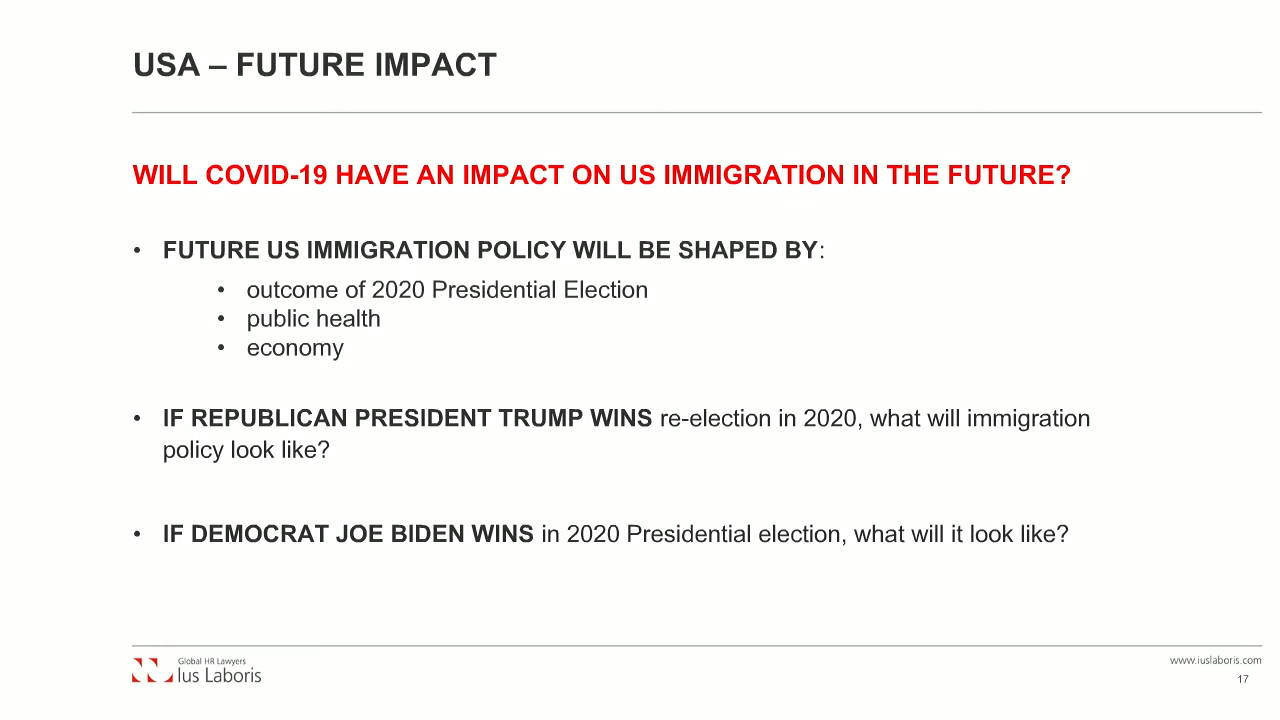 USA – FUTURE IMPACT
WILL COVID-19 HAVE AN IMPACT ON US IMMIGRATION IN THE FUTURE?
• FUTURE US IMMIGRATION POLICY WILL BE SHAPED BY:
• outcome of 2020 Presidential Election
• public health
• economy
• IF REPUBLICAN PRESIDENT TRUMP WINS re-election in 2020, what will immigration
policy look like?
• IF DEMOCRAT JOE BIDEN WINS in 2020 Presidential election, what will it look like?
Global HR Lawyers
Ius Laboris
www.iuslaboris.com
17